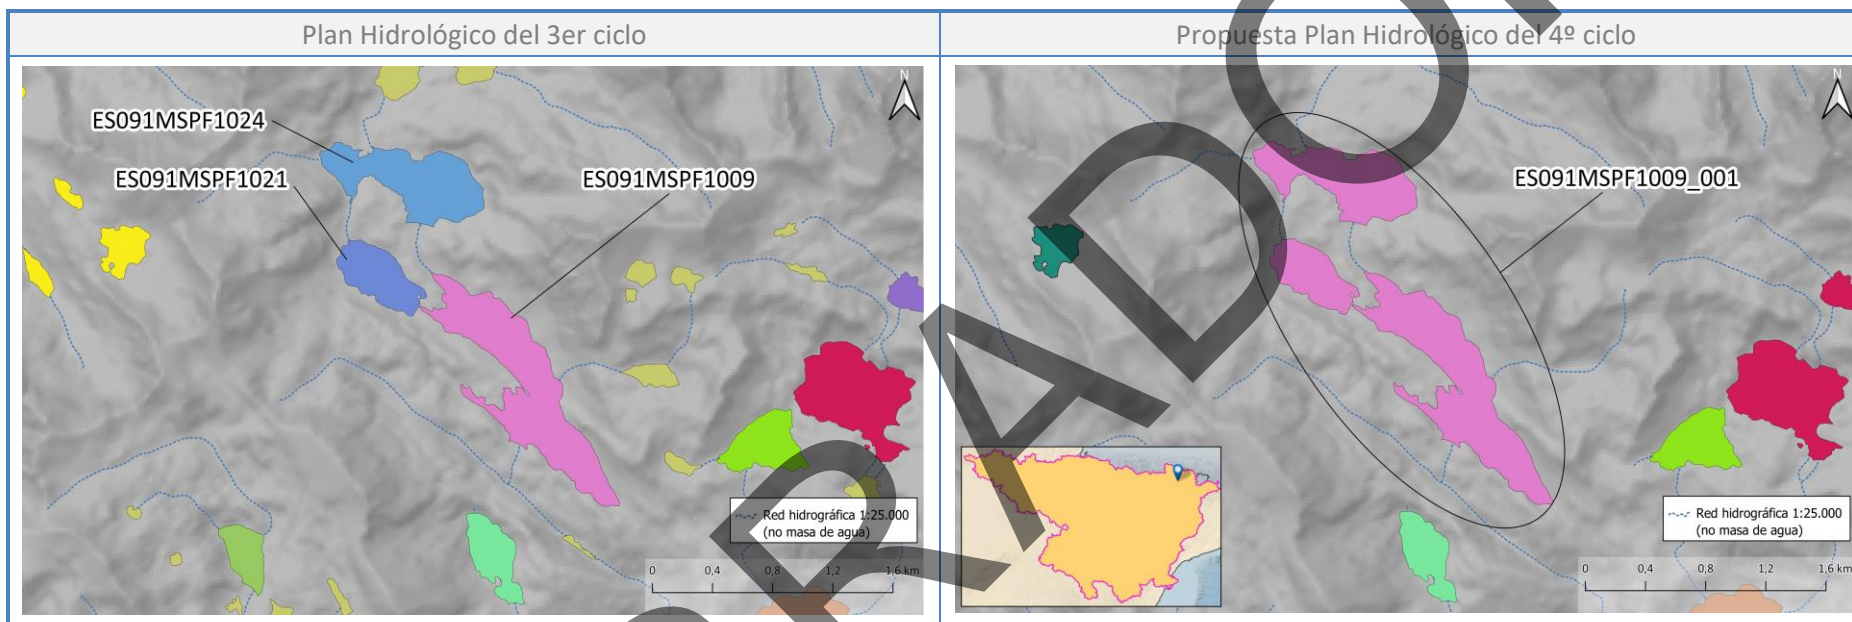 Plan Hidrológico del 3er ciclo
Propuesta Plan Hidrológico del 4º ciclo
N
ES091MSPF1024
ES091MSPF1021
ES091MSPF1009
Red hidrográfica 1:25.000
(no masa de agua)
0 0,4 0,8 1,2 1,6 km
N
ES091MSPF1009_001
Red hidrográfica 1:25.000
(no masa de agua)
0 0,4 0,8 1,2 1,6 km